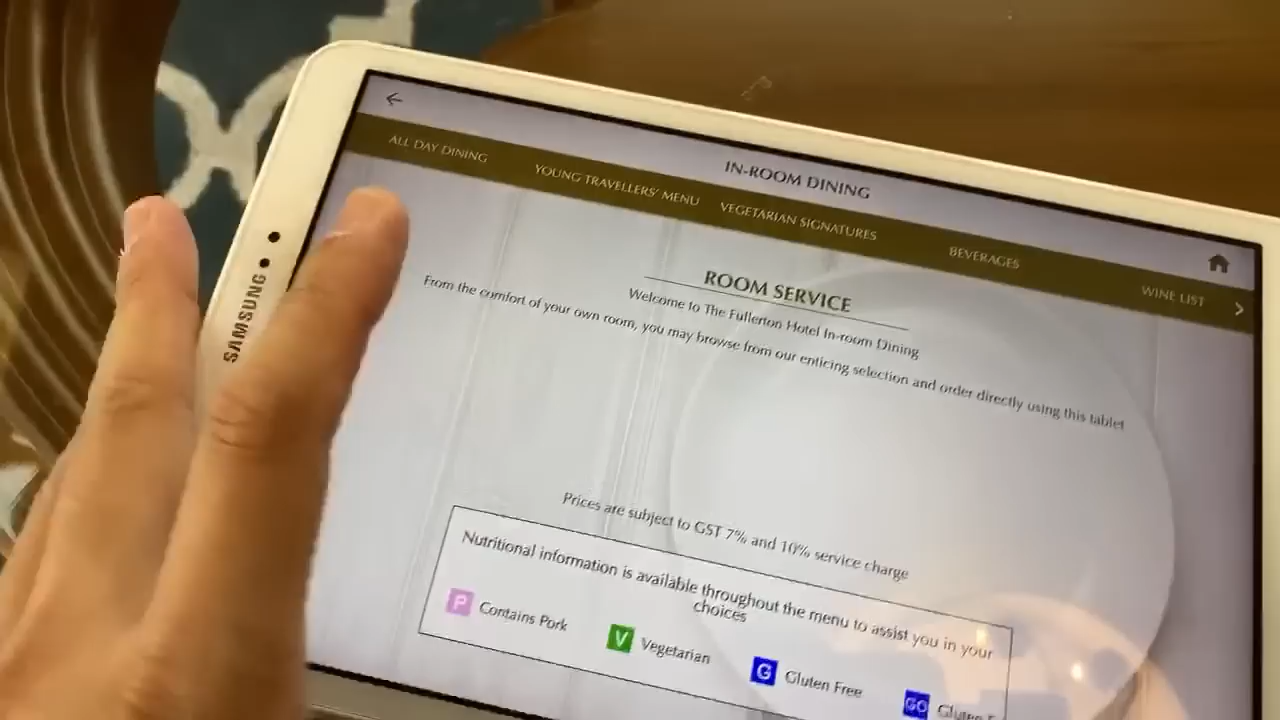 IN-ROOM DINING
ALL DAY DINING
YOUNG TRAVELLERS' MENU
VEGETARIAN SIGNATURES
BEVERAGES
WINE LIST
SAMSUNG
ROOM SERVICE
Welcome to The Fullerton Hotel In-room Dining
From the comfort of your own room, you may browse from our enticing selection and order directly using this tablet
Prices are subject to GST 7% and 10% service charge
Nutritional information is available throughout the menu to assist you in your
choices
P Contains Pork
V Vegetarian
G Gluten Free
GO